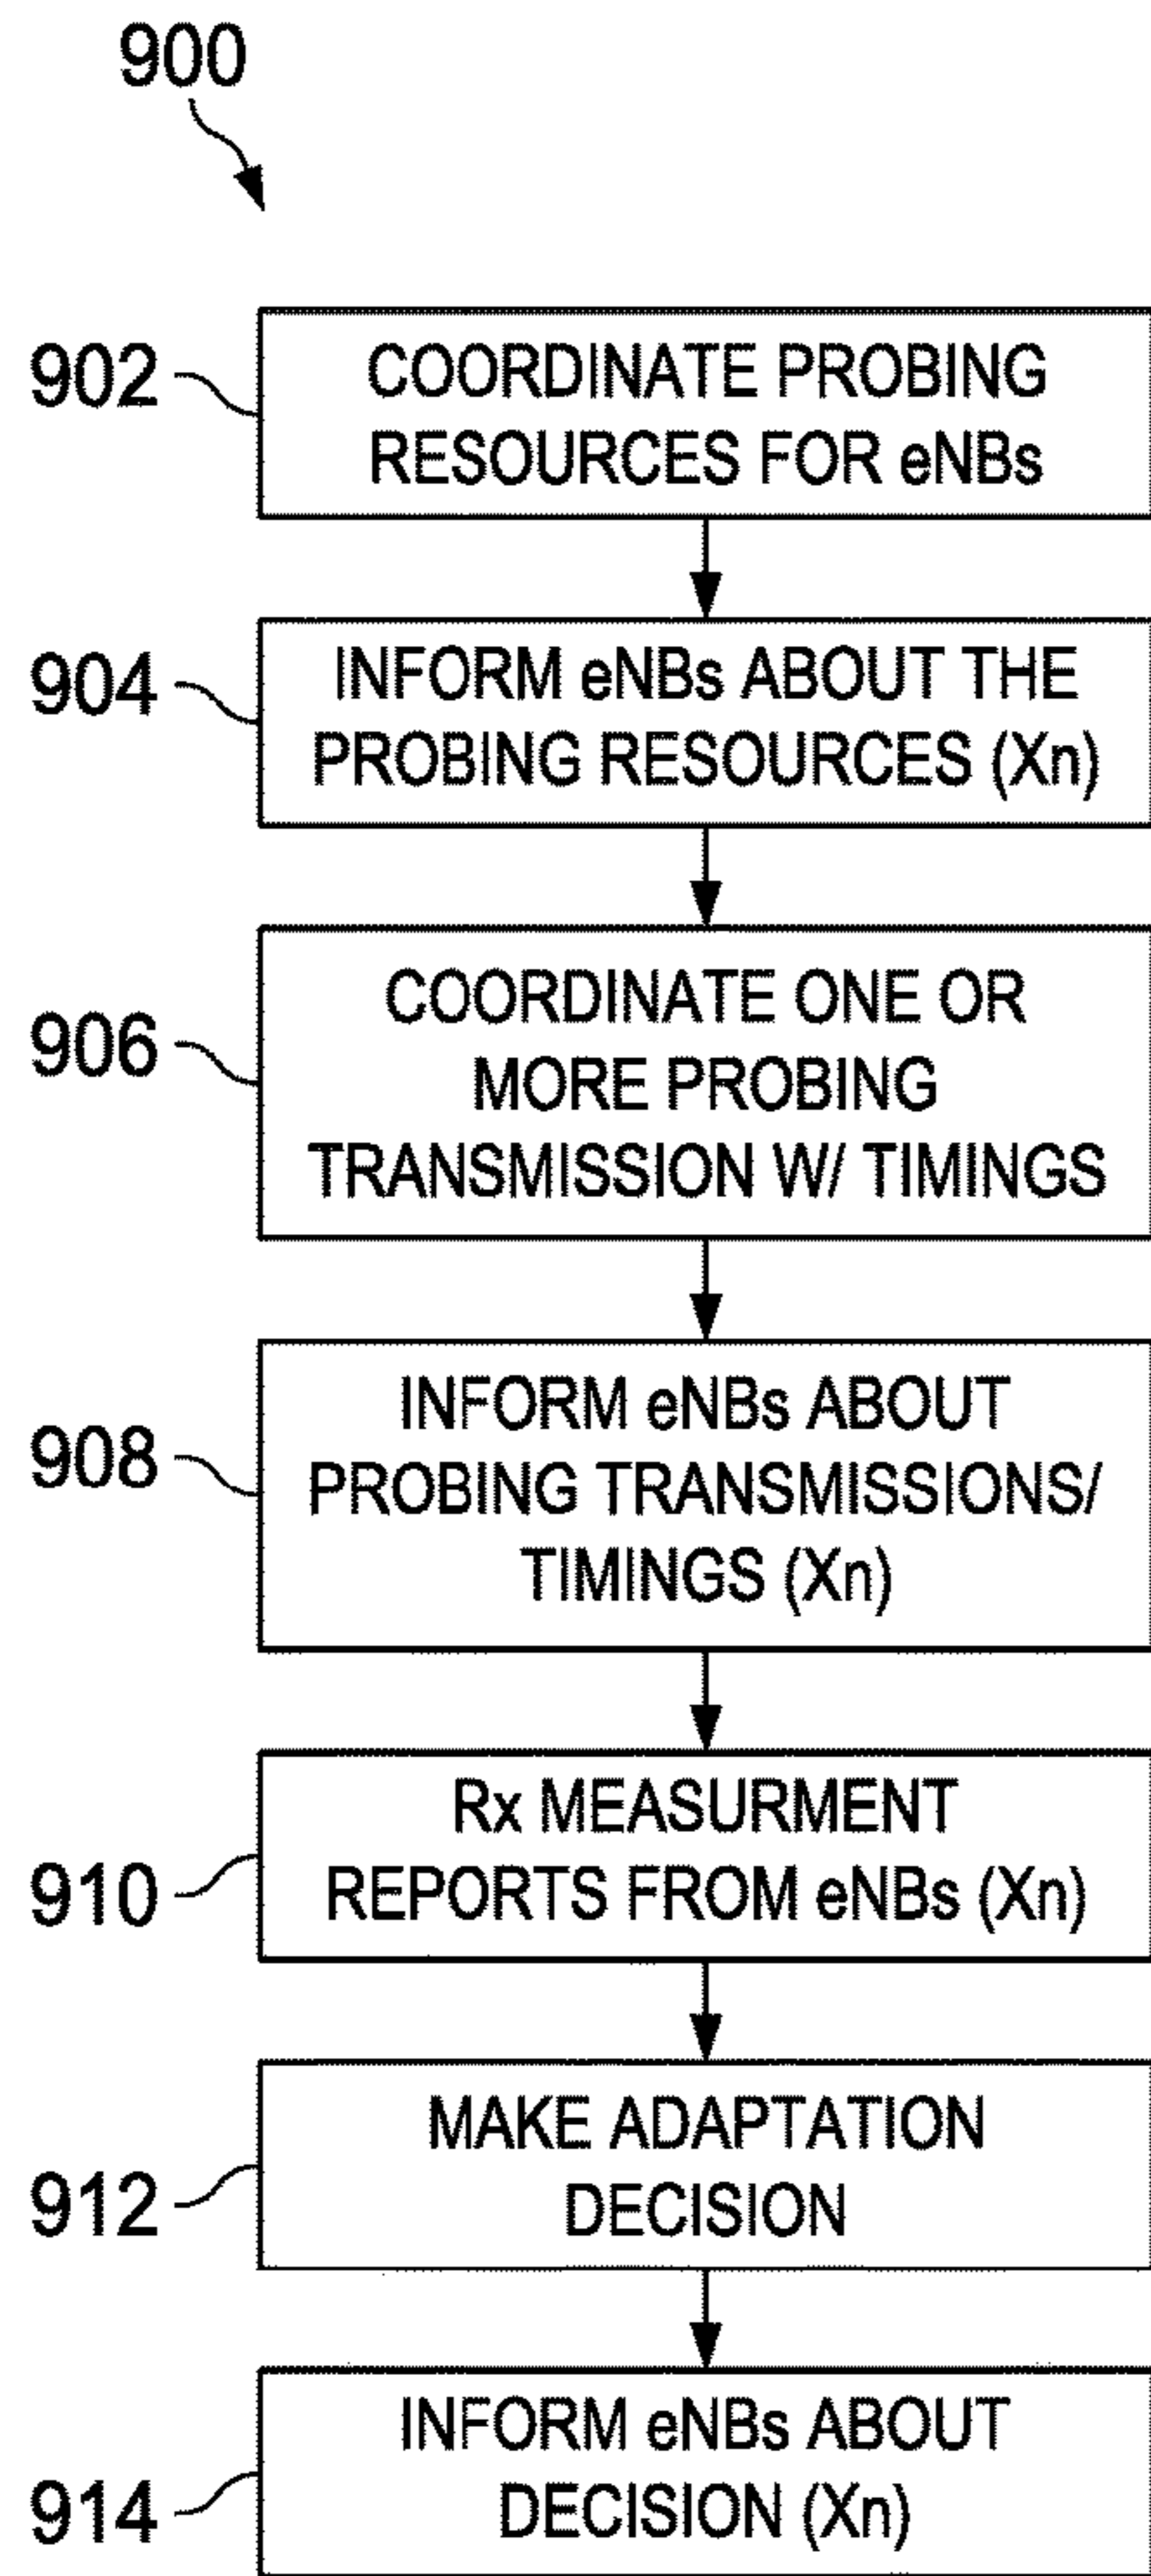 900
902
COORDINATE PROBING
RESOURCES FOR eNBs
904
INFORM eNBs ABOUT THE
PROBING RESOURCES (Xn)
906
COORDINATE ONE OR
MORE PROBING
TRANSMISSION W/ TIMINGS
908
INFORM eNBs ABOUT
PROBING TRANSMISSIONS/
TIMINGS (Xn)
910
Rx MEASURMENT
REPORTS FROM eNBs (Xn)
912
MAKE ADAPTATION
DECISION
914
INFORM eNBs ABOUT
DECISION (Xn)